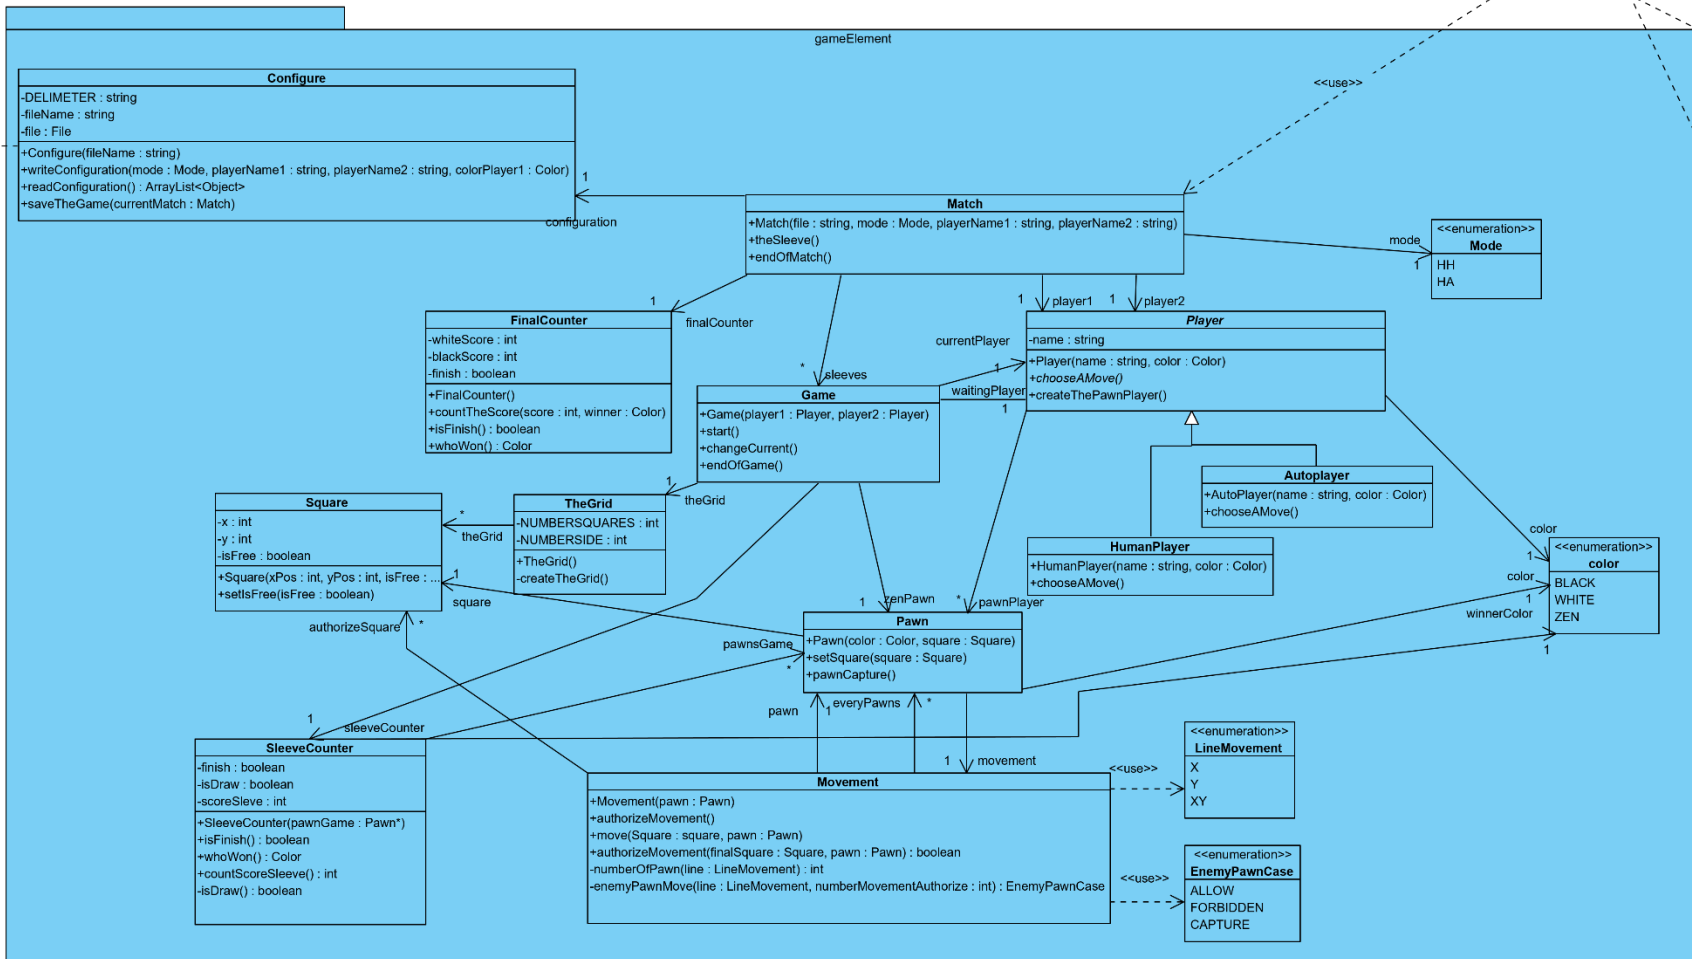 gameElement
<<use>>
Configure
-DELIMETER : string
-fileName : string
-file : File
+Configure(fileName : string)
+writeConfiguration(mode : Mode, playerName1 : string, playerName2 : string, colorPlayer1 : Color)
+readConfiguration() : ArrayList<Object>
+saveTheGame(currentMatch : Match)
1
configuration
Match
+Match(file : string, mode : Mode, playerName1 : string, playerName2 : string)
+theSleeve()
+endOfMatch()
mode
1
<<enumeration>>
Mode
HH
HA
1
finalCounter
* sleeves
1 player1
1 player2
FinalCounter
-whiteScore : int
-blackScore : int
-finish : boolean
+FinalCounter()
+countTheScore(score : int, winner : Color)
+isFinish() : boolean
+whoWon() : Color
Player
-name : string
+Player(name : string, color : Color)
+chooseAMove()
+createThePawnPlayer()
currentPlayer
1
waitingPlayer
1
Game
+Game(player1 : Player, player2 : Player)
+start()
+changeCurrent()
+endOfGame()
1
theGrid
Autoplayer
+AutoPlayer(name : string, color : Color)
+chooseAMove()
Square
-x : int
-y : int
-isFree : boolean
+Square(xPos : int, yPos : int, isFree : ...
+setIsFree(isFree : boolean)
*
theGrid
TheGrid
-NUMBERSQUARES : int
-NUMBERSIDE : int
+TheGrid()
-createTheGrid()
HumanPlayer
+HumanPlayer(name : string, color : Color)
+chooseAMove()
color
1
color
1
winnerColor
1
<<enumeration>>
color
BLACK
WHITE
ZEN
1
square
authorizeSquare *
1 zenPawn
* pawnPlayer
Pawn
+Pawn(color : Color, square : Square)
+setSquare(square : Square)
+pawnCapture()
pawnsGame
*
pawn 1
everyPawns *
1 movement
1
sleeveCounter
SleeveCounter
-finish : boolean
-isDraw : boolean
-scoreSleve : int
+SleeveCounter(pawnGame : Pawn*)
+isFinish() : boolean
+whoWon() : Color
+countScoreSleeve() : int
-isDraw() : boolean
Movement
+Movement(pawn : Pawn)
+authorizeMovement()
+move(Square : square, pawn : Pawn)
+authorizeMovement(finalSquare : Square, pawn : Pawn) : boolean
-numberOfPawn(line : LineMovement) : int
-enemyPawnMove(line : LineMovement, numberMovementAuthorize : int) : EnemyPawnCase
<<use>>
<<enumeration>>
LineMovement
X
Y
XY
<<use>>
<<enumeration>>
EnemyPawnCase
ALLOW
FORBIDDEN
CAPTURE